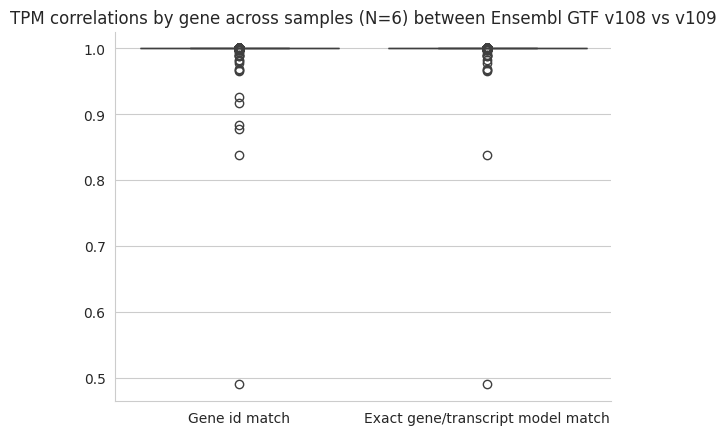 TPM correlations by gene across samples (N=6) between Ensembl GTF v108 vs v109
1.0
0.9
0.8
0.7
0.6
0.5
Gene id match
Exact gene/transcript model match